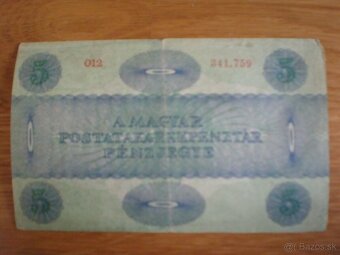 5 012 341.759 5
A MAGYAR
POSTATAKARÉKPÉNZTÁR
PÉNZJEGYE
5 5
© Bazos.sk